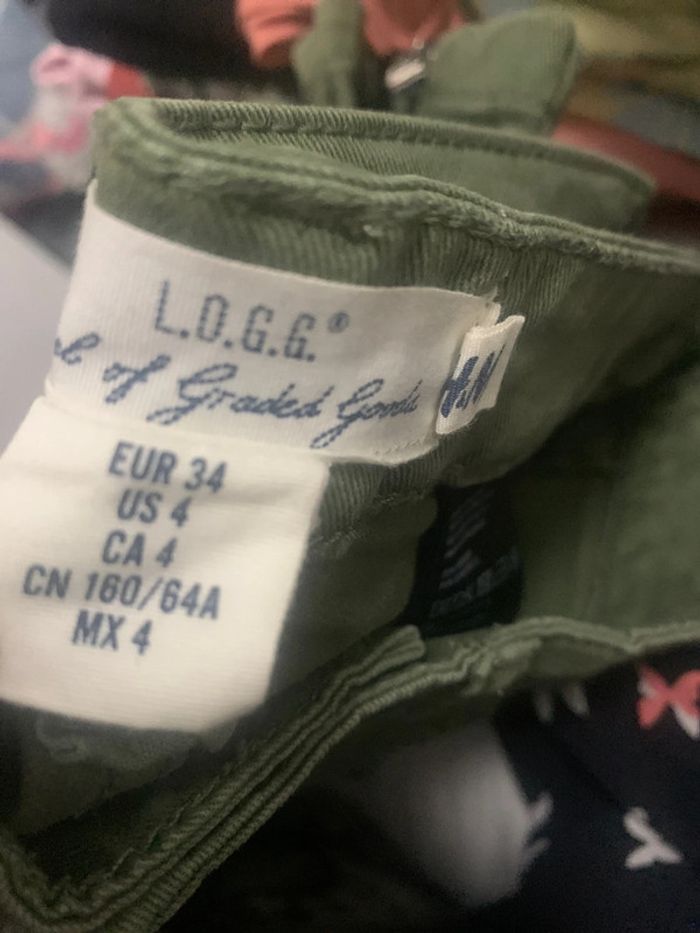 L.O.G.G.®
of Graded Goods
H&M
EUR 34
US 4
CA 4
CN 160/64A
MX 4